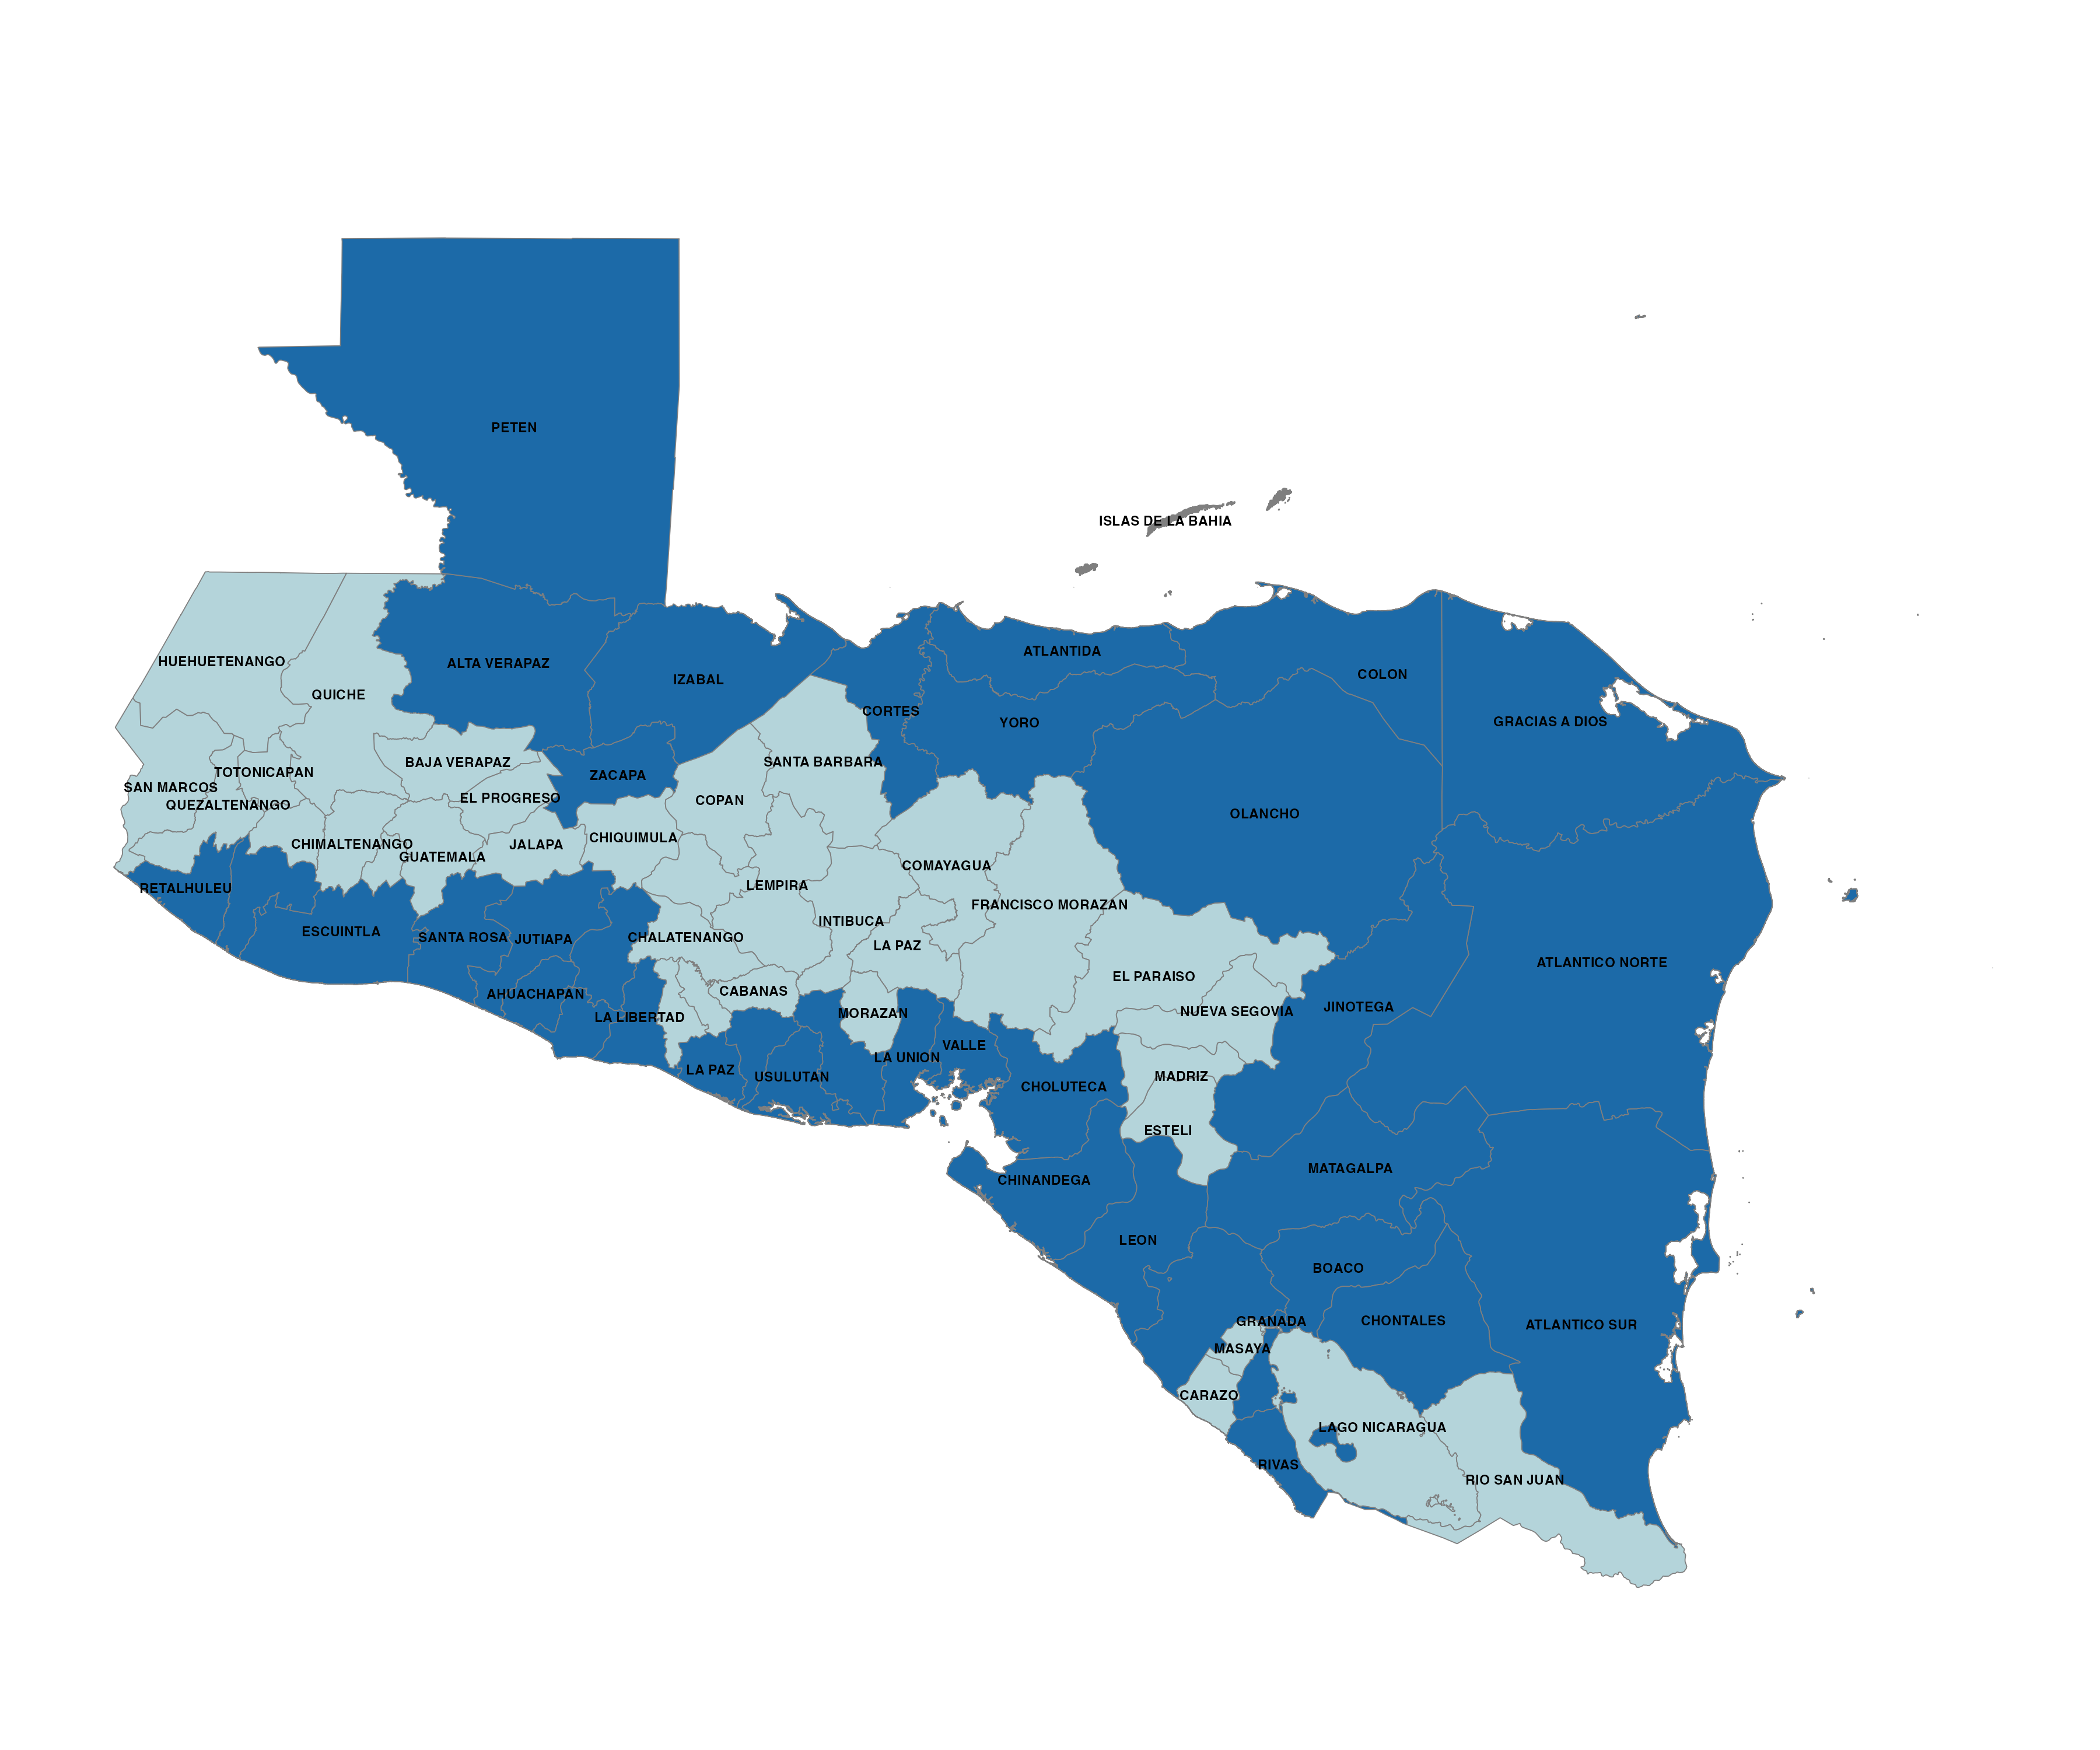 PETEN
ISLAS DE LA BAHIA
ATLANTIDA
HUEHUETENANGO
ALTA VERAPAZ
COLON
IZABAL
QUICHE
CORTES
YORO
GRACIAS A DIOS
BAJA VERAPAZ
SANTA BARBARA
TOTONICAPAN
ZACAPA
SAN MARCOS
EL PROGRESO
COPAN
QUEZALTENANGO
OLANCHO
CHIQUIMULA
CHIMALTENANGO
JALAPA
GUATEMALA
COMAYAGUA
LEMPIRA
RETALHULEU
FRANCISCO MORAZAN
INTIBUCA
ESCUINTLA
SANTA ROSA
JUTIAPA
CHALATENANGO
LA PAZ
ATLANTICO NORTE
EL PARAISO
CABANAS
AHUACHAPAN
JINOTEGA
NUEVA SEGOVIA
MORAZAN
LA LIBERTAD
VALLE
LA UNION
LA PAZ
USULUTAN
MADRIZ
CHOLUTECA
ESTELI
MATAGALPA
CHINANDEGA
LEON
BOACO
GRANADA
CHONTALES
ATLANTICO SUR
MASAYA
CARAZO
LAGO NICARAGUA
RIVAS
RIO SAN JUAN